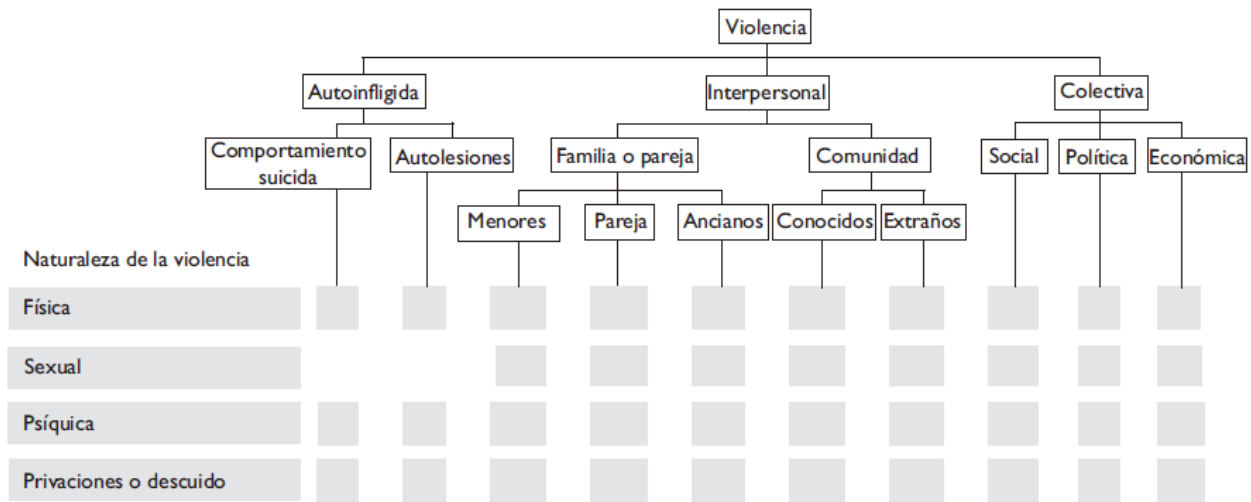 Violencia
Autoinfligida
Interpersonal
Colectiva
Comportamiento
suicida
Autolesiones
Familia o pareja
Comunidad
Social
Política
Económica
Menores
Pareja
Ancianos
Conocidos
Extraños
Naturaleza de la violencia
Física
Sexual
Psíquica
Privaciones o descuido